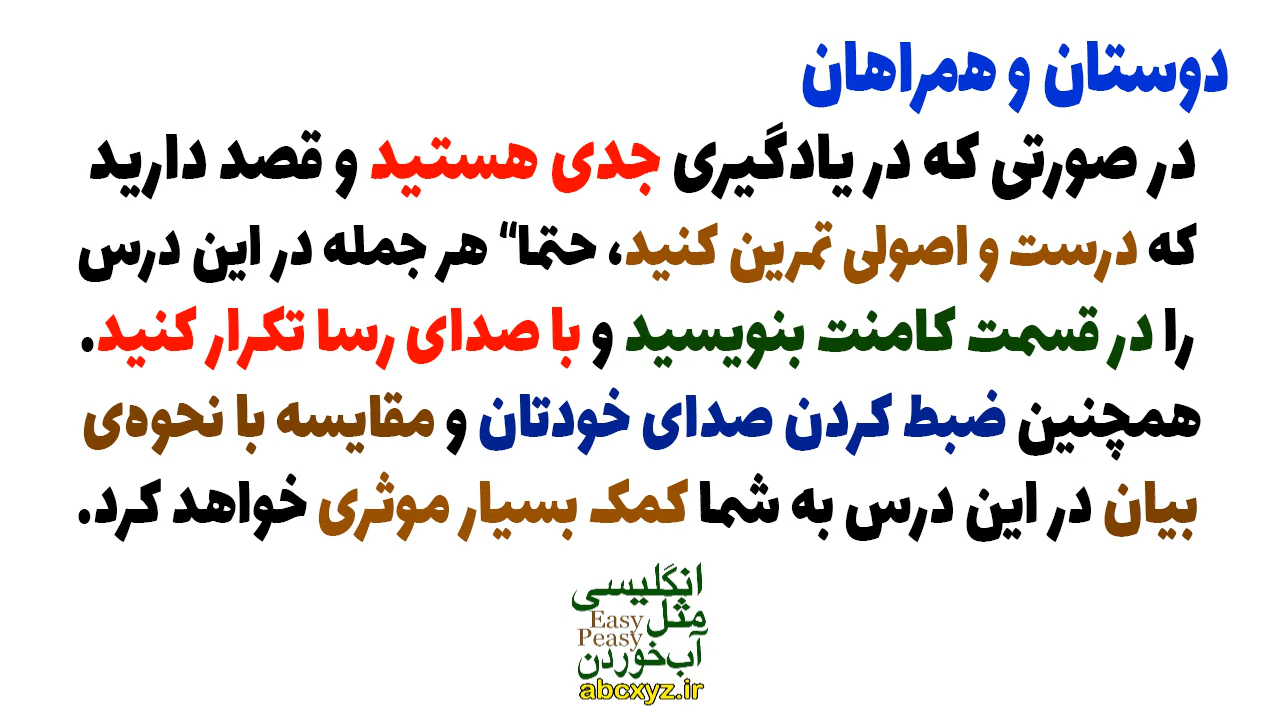 دوستان و همراهان
در صورتی که در یادگیری جدی هستید و قصد دارید
که درست و اصولی تمرین کنید، حتما“ هر جمله در این درس
را در قسمت کامنت بنویسید و با صدای رسا تکرار کنید.
همچنین ضبط کردن صدای خودتان و مقایسه با نحوه‌ی
بیان در این درس به شما کمک بسیار موثری خواهد کرد.
انگلیسی
مثل
Easy
Peasy
آب‌خوردن
abcxyz.ir